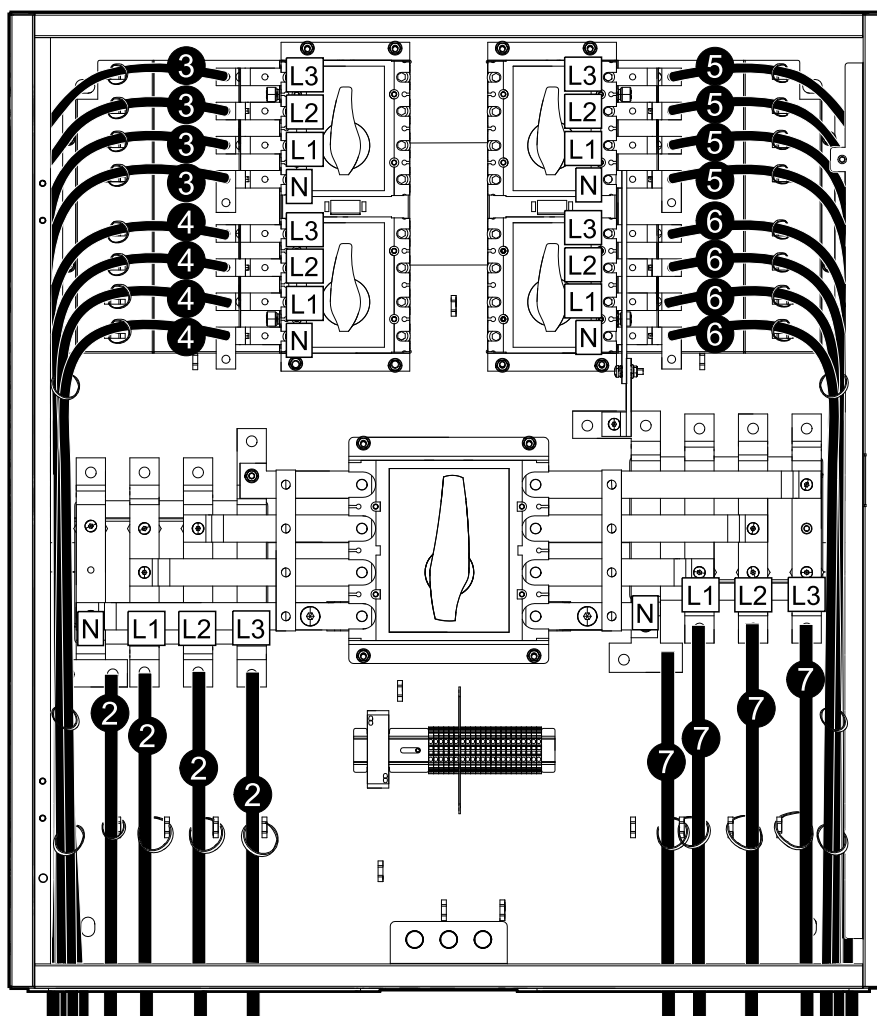 3 L3 L3 5
3 L2 L2 5
3 L1 L1 5
3 N N 5
4 L3 L3 6
4 L2 L2 6
4 L1 L1 6
4 N N 6
N L1 L2 L3 N L1 L2 L3
2 2 2 2 7 7 7 7